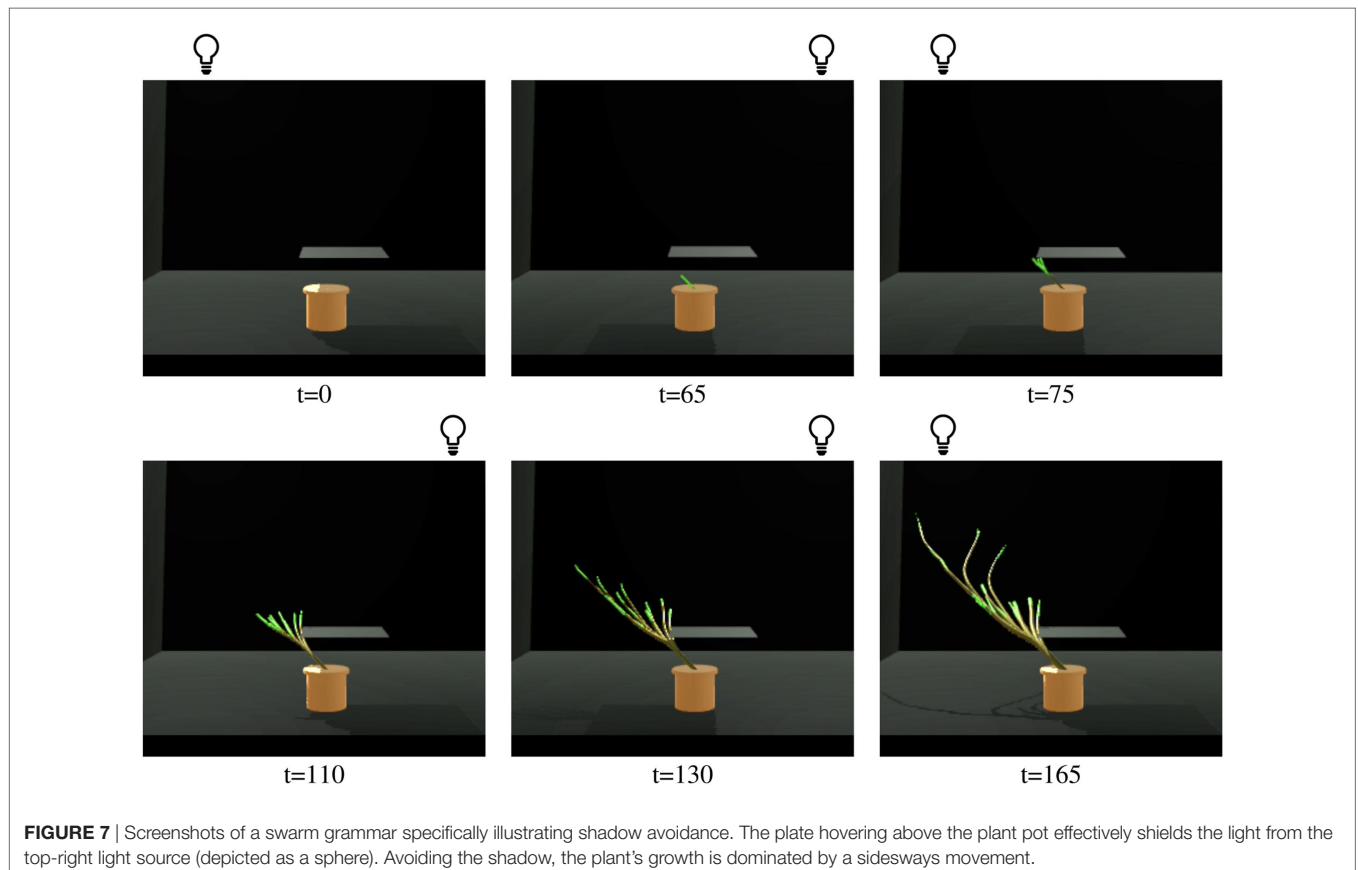 t=0
t=65
t=75
t=110
t=130
t=165
FIGURE 7 | Screenshots of a swarm grammar specifically illustrating shadow avoidance. The plate hovering above the plant pot effectively shields the light from the
top-right light source (depicted as a sphere). Avoiding the shadow, the plant's growth is dominated by a sidesways movement.